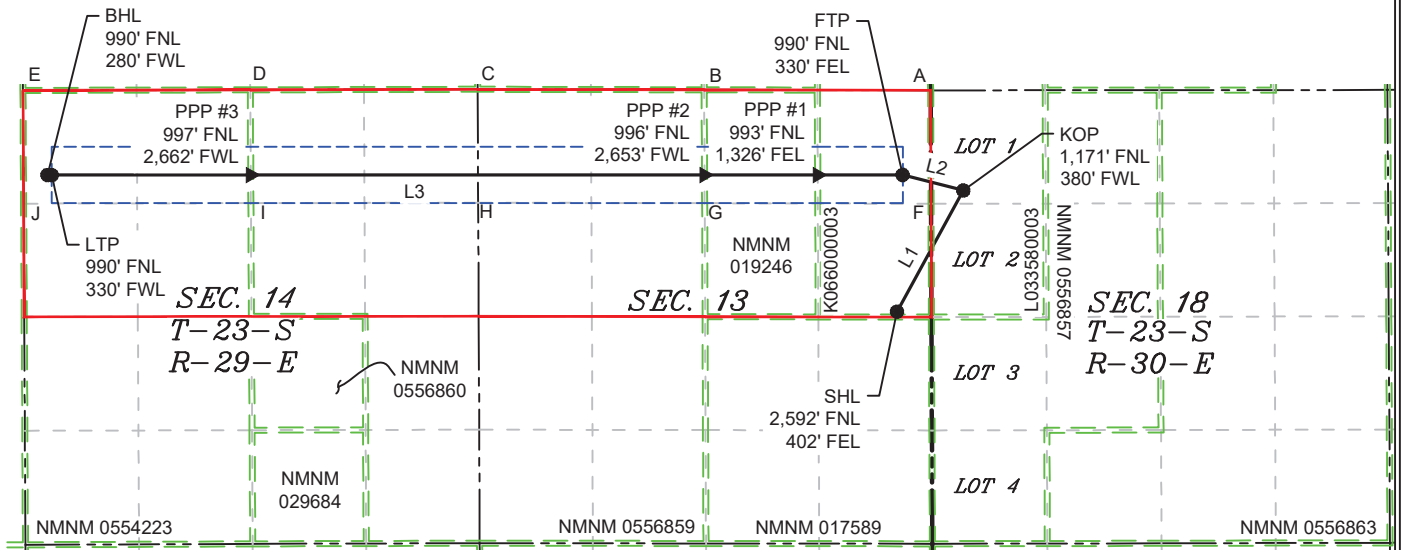 BHL
990' FNL
280' FWL
FTP
990' FNL
330' FEL
E
D
C
B
A
PPP #3
997' FNL
2,662' FWL
PPP #2
996' FNL
2,653' FWL
PPP #1
993' FNL
1,326' FEL
LOT 1
KOP
1,171' FNL
380' FWL
L2
L3
J
I
H
G
F
LTP
990' FNL
330' FWL
NMNM
019246
K066000003
L1
LOT 2
L033580003
NMNM 0556857
SEC. 14
T-23-S
R-29-E
SEC. 13
SEC. 18
T-23-S
R-30-E
NMNM
0556860
LOT 3
SHL
2,592' FNL
402' FEL
NMNM
029684
LOT 4
NMNM 0554223
NMNM 0556859
NMNM 017589
NMNM 0556863